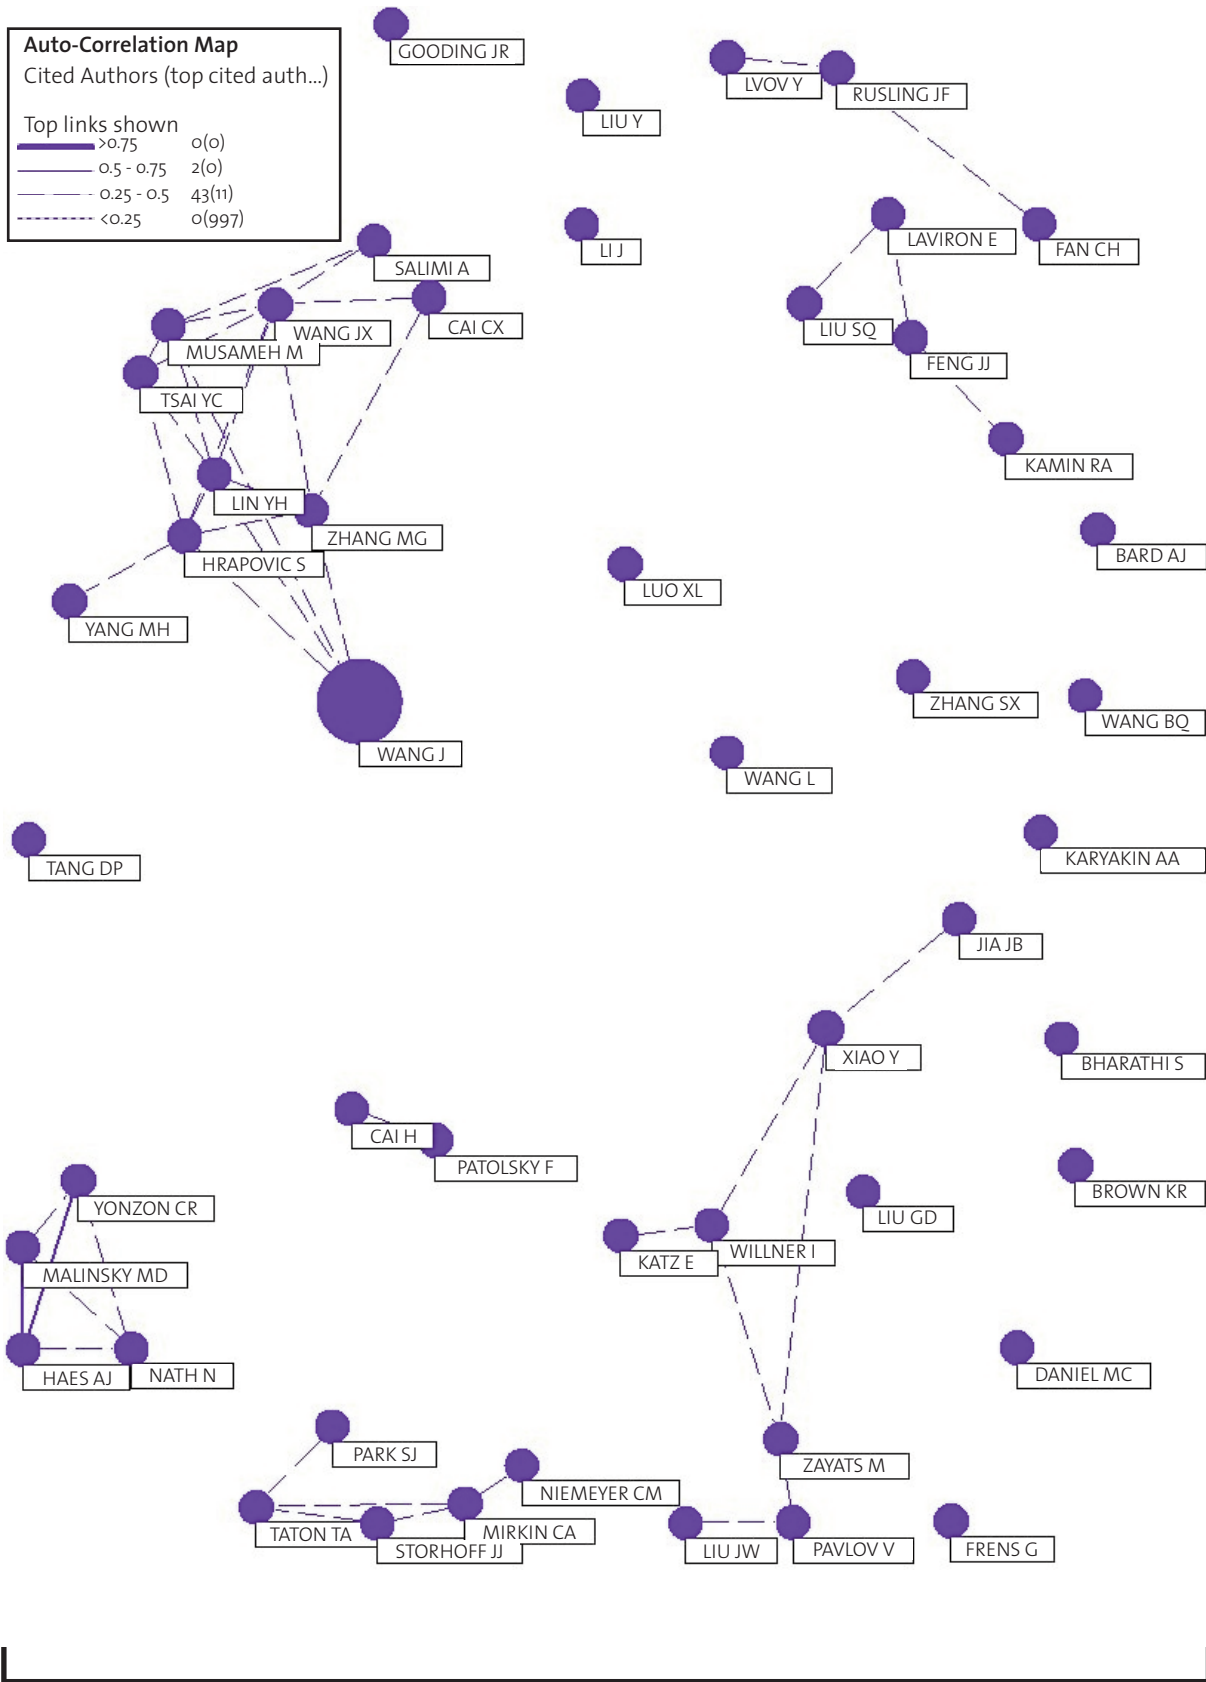 Auto-Correlation Map
Cited Authors (top cited auth...)
Top links shown
>0.75 0(0)
0.5 - 0.75 2(0)
0.25 - 0.5 43(11)
<0.25 0(997)
GOODING JR
LVOV Y
RUSLING JF
LIU Y
LI J
LAVIRON E
FAN CH
SALIMI A
WANG JX
CAI CX
MUSAMEH M
LIU SQ
FENG JJ
TSAI YC
KAMIN RA
LIN YH
ZHANG MG
HRAPOVIC S
BARD AJ
LUO XL
YANG MH
ZHANG SX
WANG BQ
WANG J
WANG L
TANG DP
KARYAKIN AA
JIA JB
XIAO Y
BHARATHI S
CAI H
PATOLSKY F
BROWN KR
YONZON CR
LIU GD
WILLNER I
KATZ E
MALINSKY MD
HAES AJ
NATH N
DANIEL MC
PARK SJ
ZAYATS M
NIEMEYER CM
TATON TA
MIRKIN CA
STORHOFF JJ
LIU JW
PAVLOV V
FRENS G